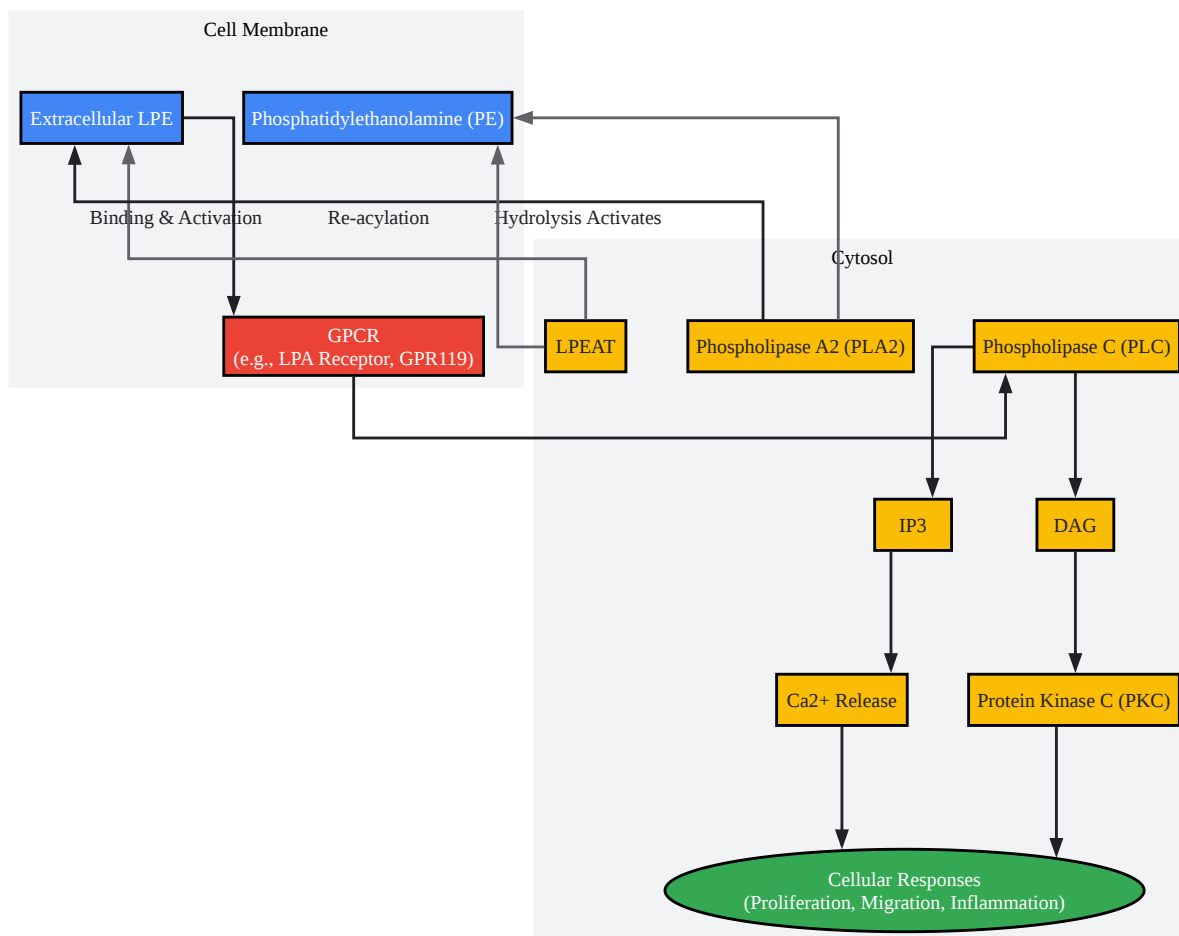 Cell Membrane
Extracellular LPE
Phosphatidylethanolamine (PE)
Binding & Activation
Re-acylation
Hydrolysis Activates
Cytosol
GPCR
(e.g., LPA Receptor, GPR119)
LPEAT
Phospholipase A2 (PLA2)
Phospholipase C (PLC)
IP3
DAG
Ca2+ Release
Protein Kinase C (PKC)
Cellular Responses
(Proliferation, Migration, Inflammation)